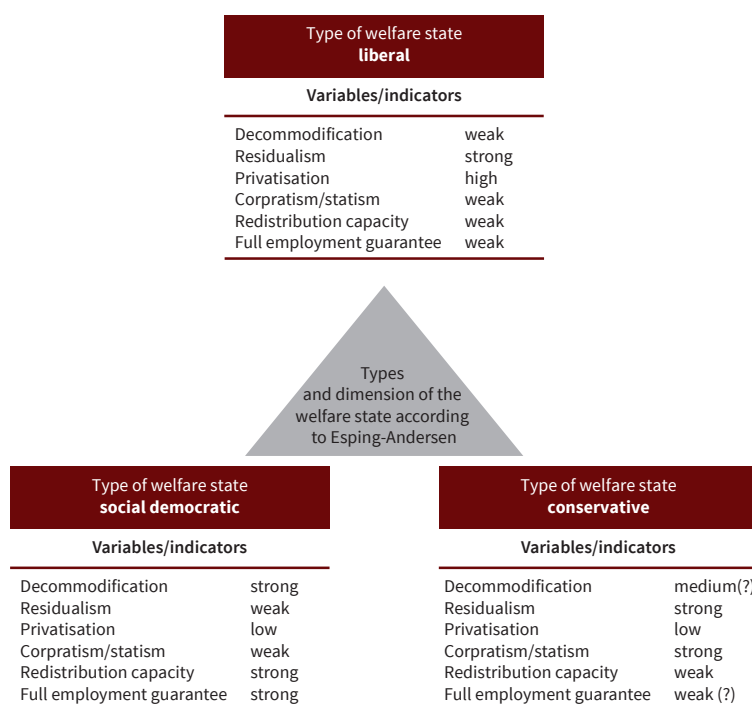 Type of welfare state
liberal
Variables/indicators
Decommodification weak
Residualism strong
Privatisation high
Corpratism/statism weak
Redistribution capacity weak
Full employment guarantee weak
Types
and dimension of the
welfare state according
to Esping-Andersen
Type of welfare state
social democratic
Variables/indicators
Decommodification strong
Residualism weak
Privatisation low
Corpratism/statism weak
Redistribution capacity strong
Full employment guarantee strong
Type of welfare state
conservative
Variables/indicators
Decommodification medium(?)
Residualism strong
Privatisation low
Corpratism/statism strong
Redistribution capacity weak
Full employment guarantee weak (?)